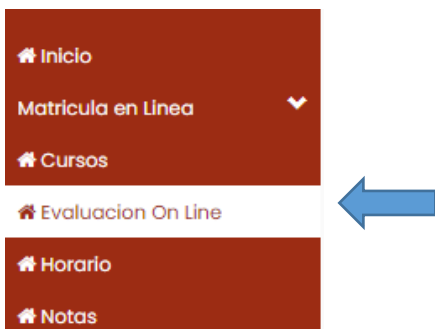 Inicio
Matricula en Linea
Cursos
Evaluacion On Line
Horario
Notas